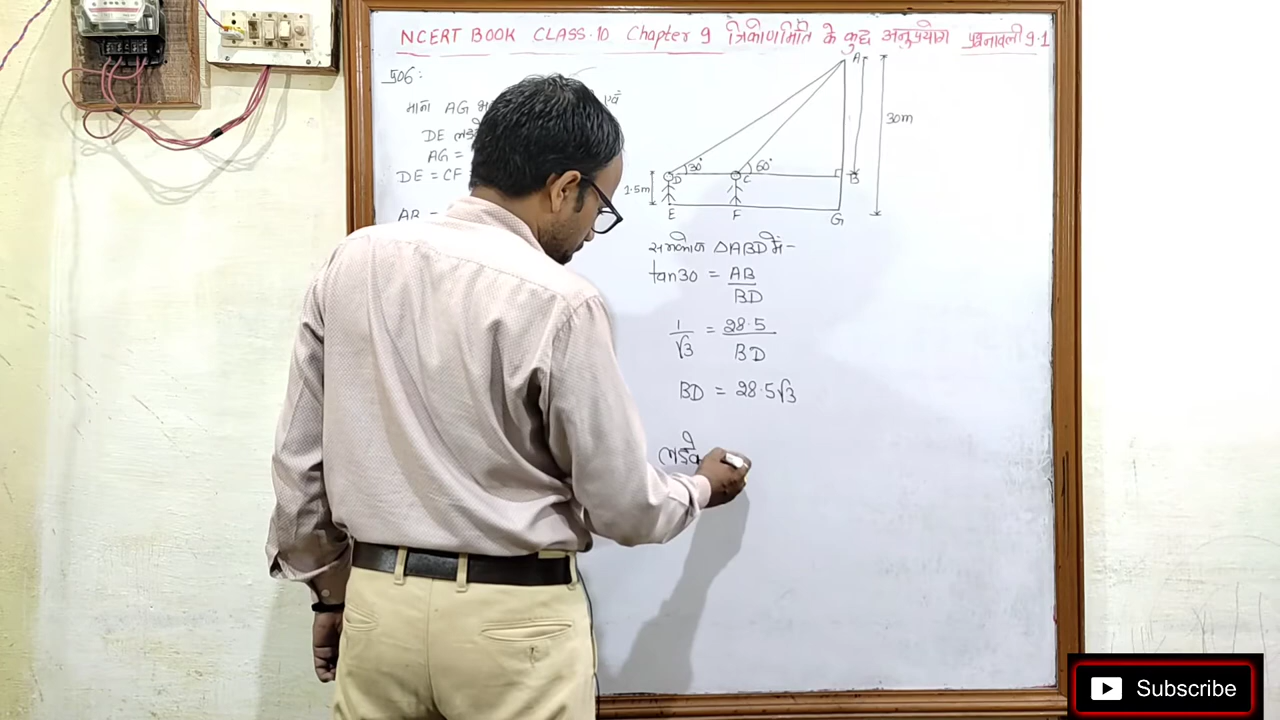 NCERT BOOK CLASS-10 Chapter 9 त्रिकोणमिति के कुछ अनुप्रयोग प्रश्नावली 9.1
प्र06:
माना AG
DE
AG =
DE = CF
AB =
A
30m
30°
60°
D
C
B
1.5m
E
F
G
समकोण △ABD में-
tan30 = AB
BD
1 = 28.5
√3 BD
BD = 28.5√3
Subscribe